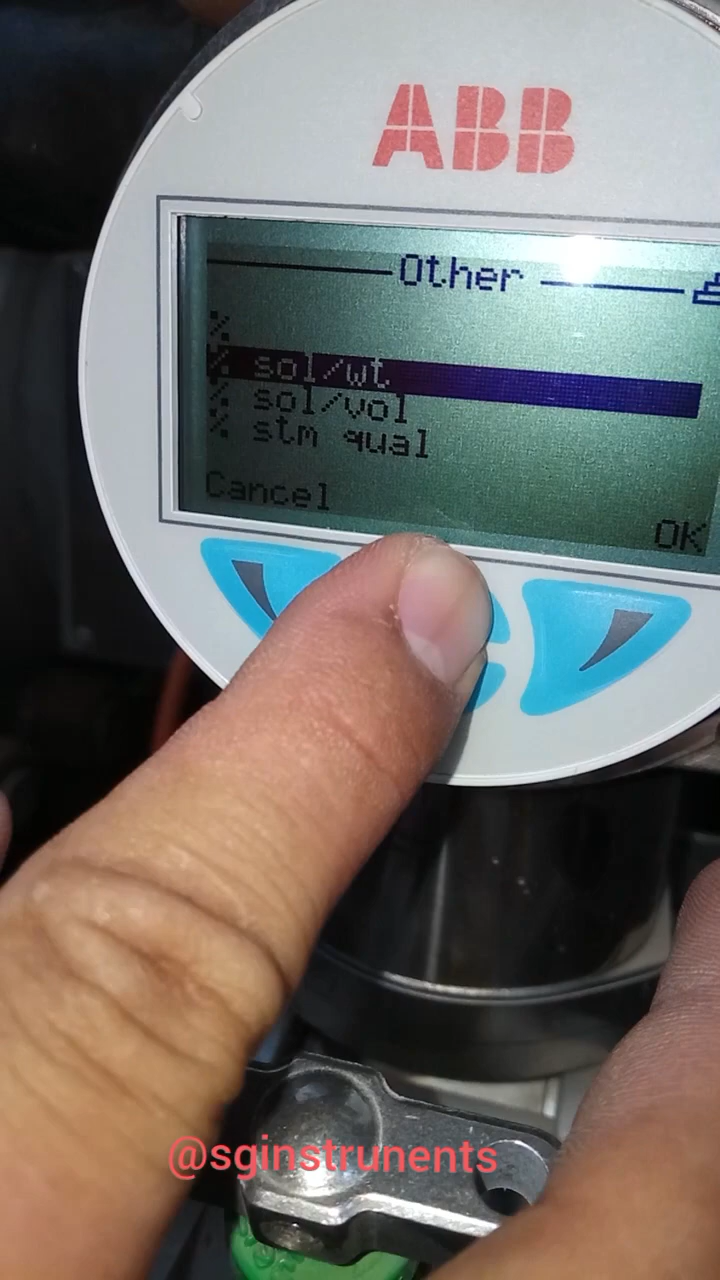 ABB
Other
%
% sol/wt
% sol/vol
% stm qual
Cancel
OK
@sginstrunents